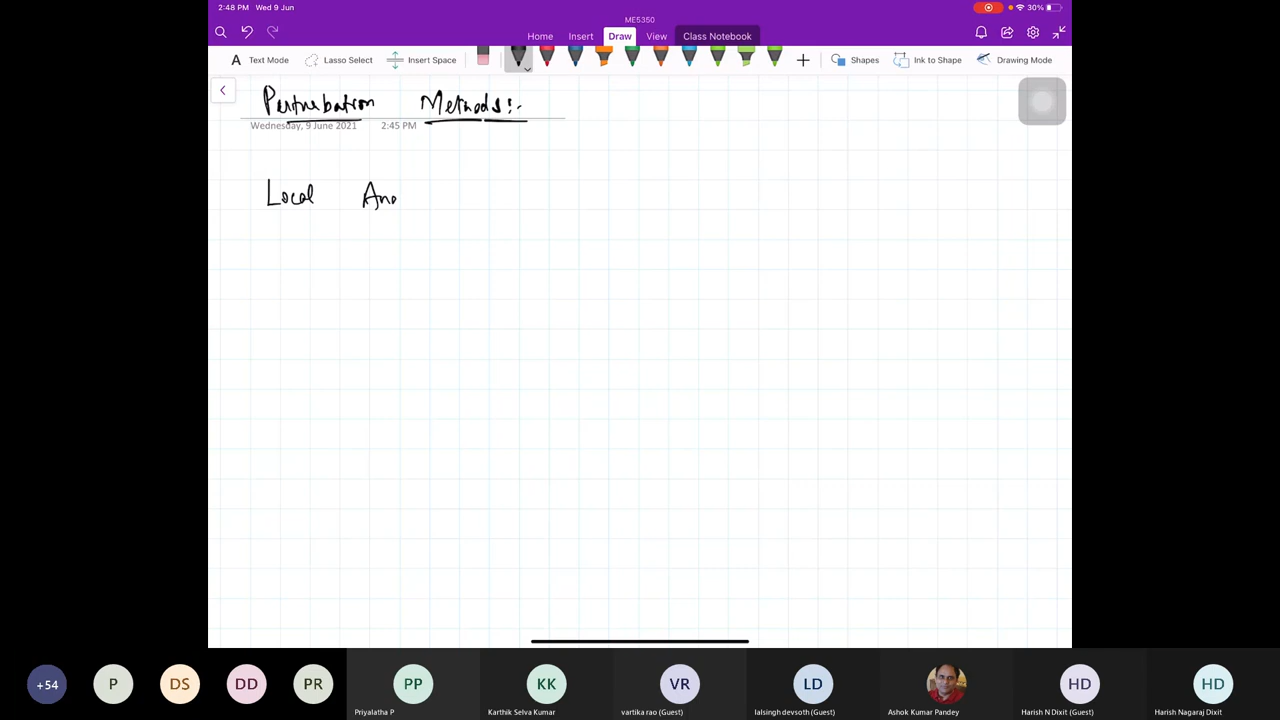 2:48 PM Wed 9 Jun 30%
ME5350
Home Insert Draw View Class Notebook
A Text Mode Lasso Select Insert Space Shapes Ink to Shape Drawing Mode
Perturbation Methods:-
Wednesday, 9 June 2021 2:45 PM
Local Ana
+54 P DS DD PR PP KK VR LD HD HD
Priyalatha P Karthik Selva Kumar vartika rao (Guest) lalsingh devsoth (Guest) Ashok Kumar Pandey Harish N Dixit (Guest) Harish Nagaraj Dixit